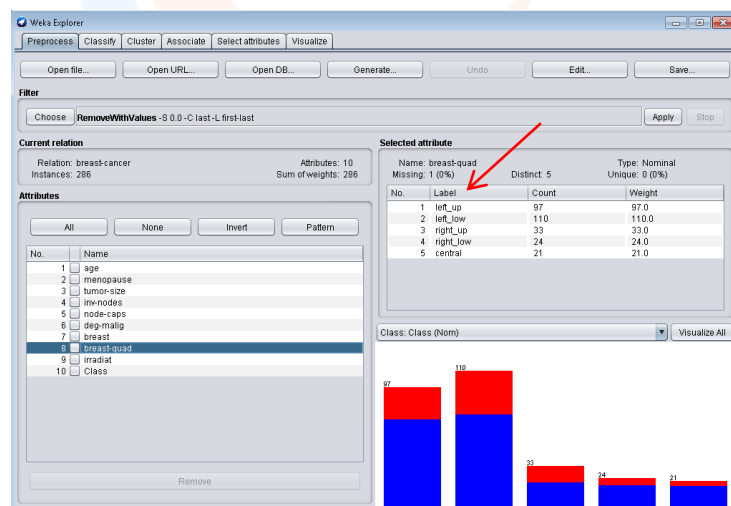 Weka Explorer
Preprocess Classify Cluster Associate Select attributes Visualize
Open file... Open URL... Open DB... Generate... Undo Edit... Save...
Filter
Choose RemoveWithValues -S 0.0 -C last -L first-last Apply Stop
Current relation
Relation: breast-cancer Attributes: 10
Instances: 286 Sum of weights: 286
Attributes
All None Invert Pattern
No. Name
1 age
2 menopause
3 tumor-size
4 inv-nodes
5 node-caps
6 deg-malig
7 breast
8 breast-quad
9 irradiat
10 Class
Remove
Selected attribute
Name: breast-quad Type: Nominal
Missing: 1 (0%) Distinct: 5 Unique: 0 (0%)
No. Label Count Weight
1 left_up 97 97.0
2 left_low 110 110.0
3 right_up 33 33.0
4 right_low 24 24.0
5 central 21 21.0
Class: Class (Nom) Visualize All
97 110 33 24 21